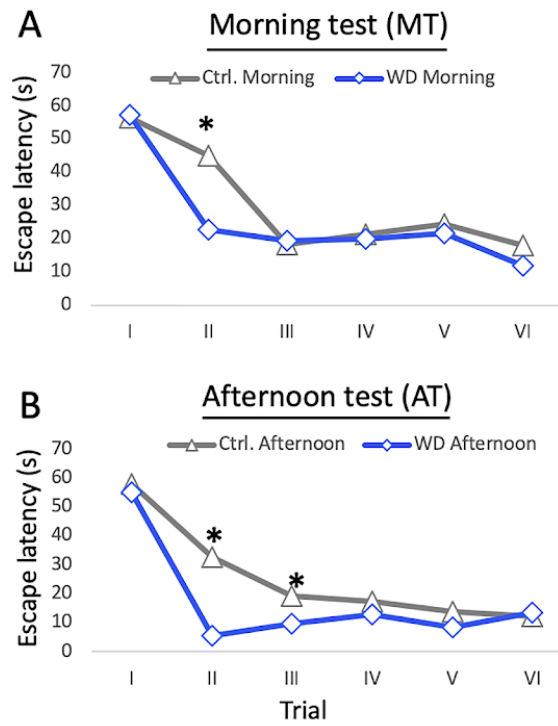 A
Morning test (MT)
Ctrl. Morning
WD Morning
Escape latency (s)
70
60
50
40
30
20
10
0
*
I
II
III
IV
V
VI
B
Afternoon test (AT)
Ctrl. Afternoon
WD Afternoon
Escape latency (s)
70
60
50
40
30
20
10
0
*
*
I
II
III
IV
V
VI
Trial